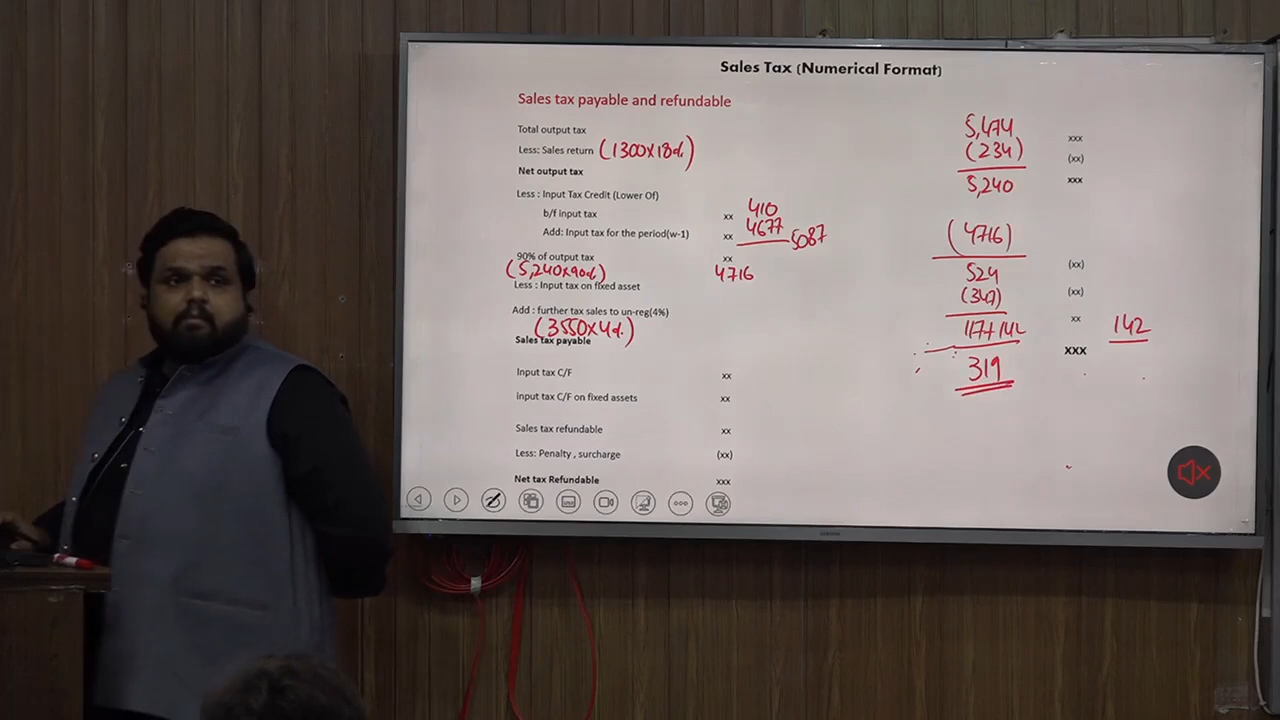 Sales Tax (Numerical Format)
Sales tax payable and refundable
Total output tax 5,474 xxx
Less: Sales return (1300x18%) (234) (xx)
Net output tax 5,240 xxx
Less : Input Tax Credit (Lower Of)
b/f input tax xx 410
Add: Input tax for the period(w-1) xx 4677 5087 (4716)
90% of output tax xx
(5,240x90%) 4716 524 (xx)
Less : Input tax on fixed asset (347) (xx)
Add : further tax sales to un-reg(4%) xx
(3550x4%) 177+142 142
Sales tax payable 319 xxx
Input tax C/F xx
input tax C/F on fixed assets xx
Sales tax refundable xx
Less: Penalty , surcharge (xx)
Net tax Refundable xxx